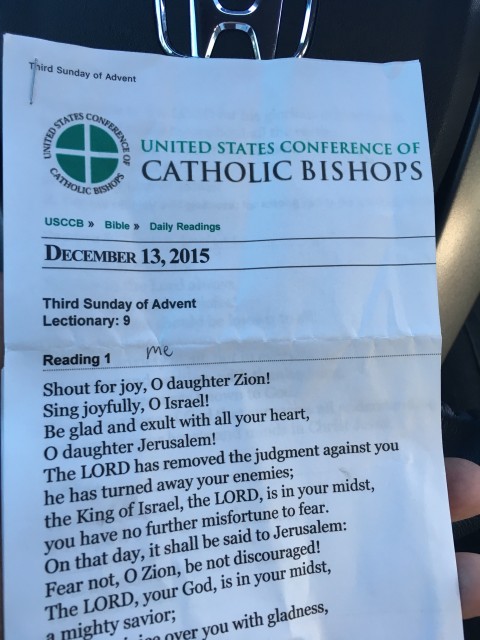 Third Sunday of Advent
UNITED STATES CONFERENCE OF
CATHOLIC BISHOPS
UNITED STATES CONFERENCE OF
CATHOLIC BISHOPS
USCCB » Bible » Daily Readings
DECEMBER 13, 2015
Third Sunday of Advent
Lectionary: 9
Reading 1 me
Shout for joy, O daughter Zion!
Sing joyfully, O Israel!
Be glad and exult with all your heart,
O daughter Jerusalem!
The LORD has removed the judgment against you
he has turned away your enemies;
the King of Israel, the LORD, is in your midst,
you have no further misfortune to fear.
On that day, it shall be said to Jerusalem:
Fear not, O Zion, be not discouraged!
The LORD, your God, is in your midst,
a mighty savior;
over you with gladness,